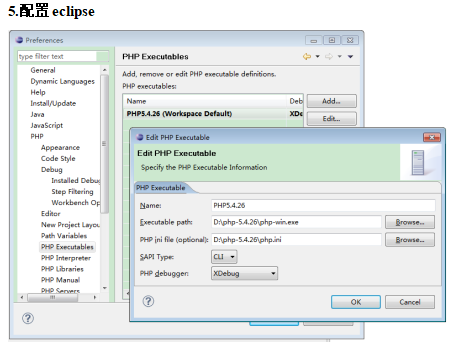 5.配置 eclipse
Preferences
type filter text
PHP Executables
General
Dynamic Languages
Help
Install/Update
Java
JavaScript
PHP
Appearance
Code Style
Debug
Installed Debug
Step Filtering
Workbench Op
Editor
New Project Layou
Path Variables
PHP Executables
PHP Interpreter
PHP Libraries
PHP Manual
PHP Servers
Add, remove or edit PHP executable definitions.
PHP executables:
Name Deb
PHP5.4.26 (Workspace Default) XDe
Add...
Edit...
Edit PHP Executable
Edit PHP Executable
Specify the PHP Executable Information
PHP Executable
Name: PHP5.4.26
Executable path: D:\php-5.4.26\php-win.exe Browse...
PHP ini file (optional): D:\php-5.4.26\php.ini Browse...
SAPI Type: CLI
PHP debugger: XDebug
OK Cancel